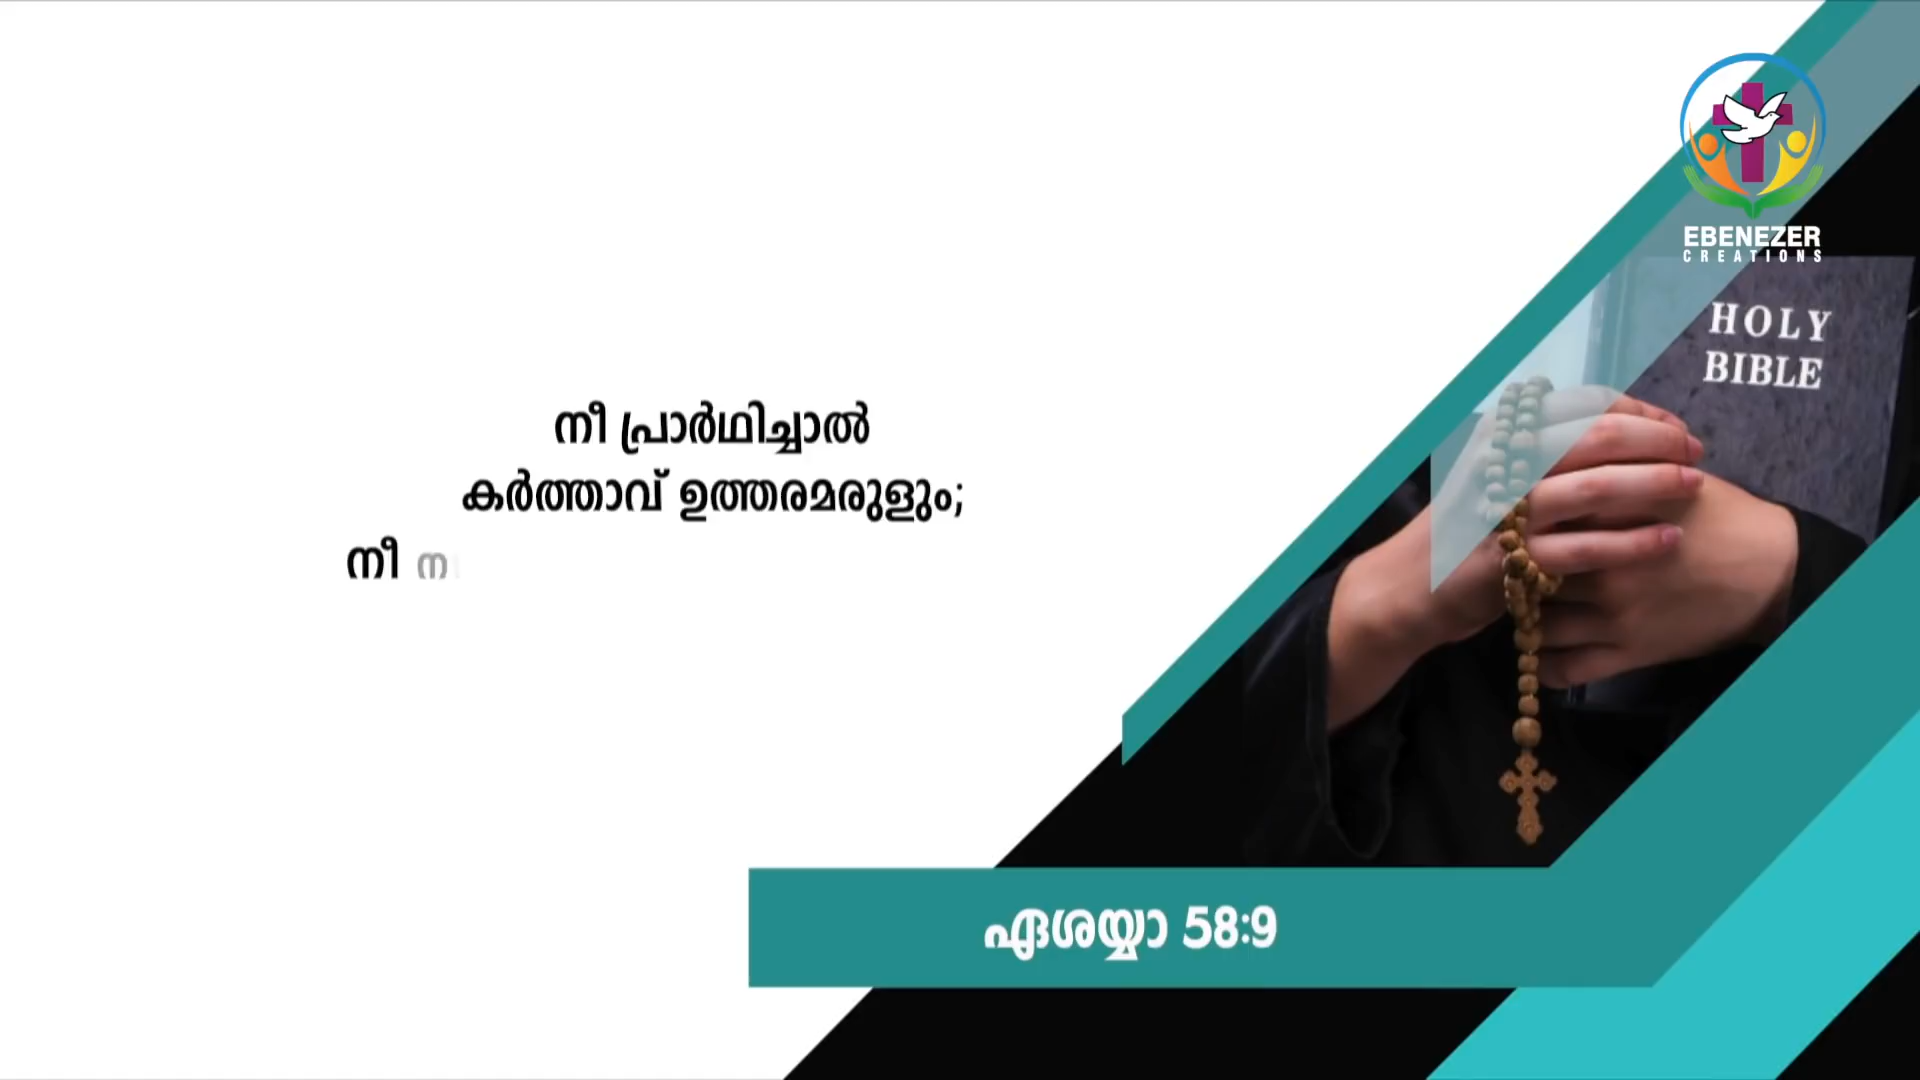 EBENEZER
CREATIONS
HOLY
BIBLE
നീ പ്രാർഥിച്ചാൽ
കർത്താവ് ഉത്തരമരുളും;
നീ
ഏശയ്യാ 58:9